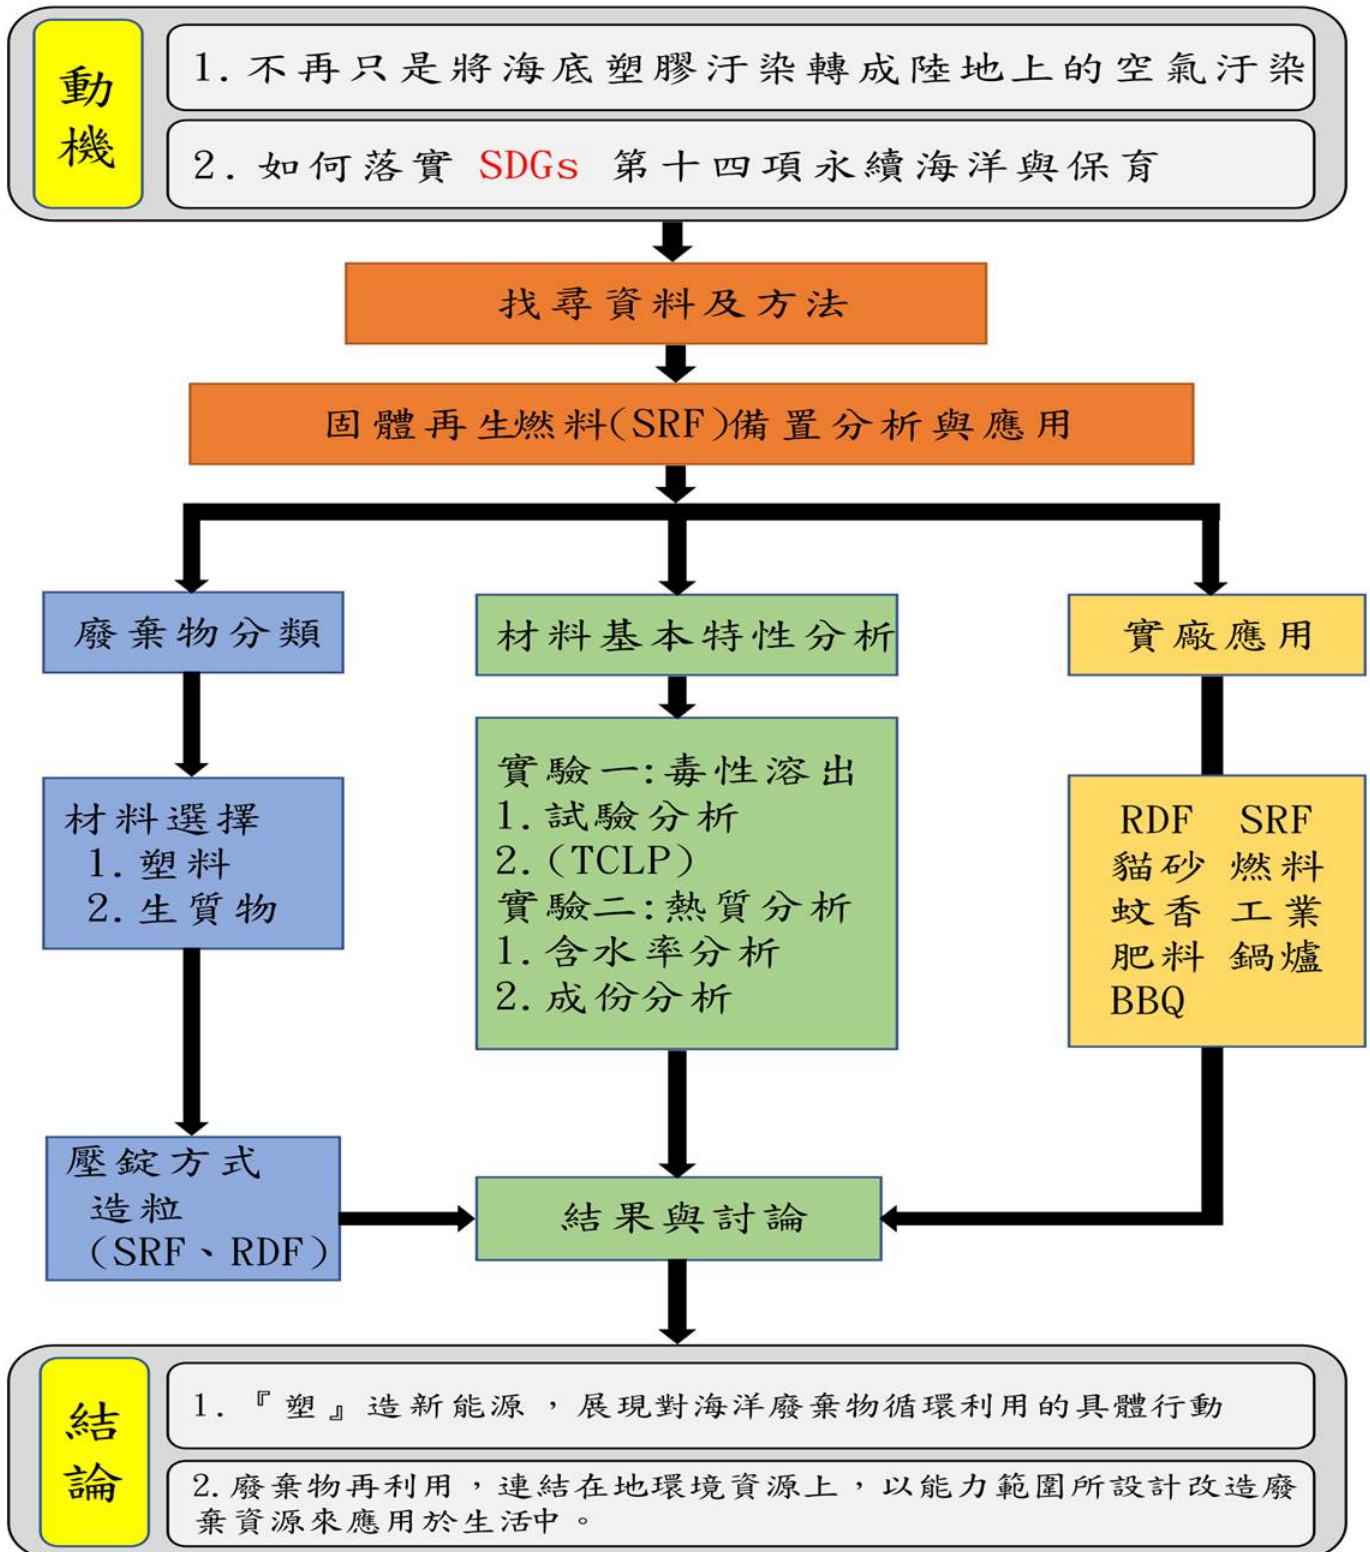 動
機
1. 不再只是將海底塑膠汙染轉成陸地上的空氣汙染
2. 如何落實 SDGs 第十四項永續海洋與保育
找尋資料及方法
固體再生燃料(SRF)備置分析與應用
廢棄物分類
材料選擇
1. 塑料
2. 生質物
壓錠方式
造粒
(SRF、RDF)
材料基本特性分析
實驗一:毒性溶出
1. 試驗分析
2. (TCLP)
實驗二:熱質分析
1. 含水率分析
2. 成份分析
實廠應用
RDF SRF
貓砂 燃料
蚊香 工業
肥料 鍋爐
BBQ
結果與討論
結
論
1. 『塑』造新能源，展現對海洋廢棄物循環利用的具體行動
2. 廢棄物再利用，連結在地環境資源上，以能力範圍所設計改造廢
棄資源來應用於生活中。